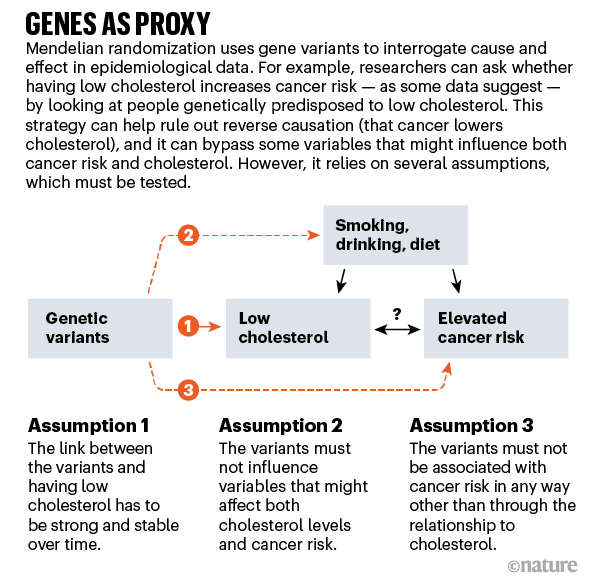 GENES AS PROXY
Mendelian randomization uses gene variants to interrogate cause and
effect in epidemiological data. For example, researchers can ask whether
having low cholesterol increases cancer risk — as some data suggest —
by looking at people genetically predisposed to low cholesterol. This
strategy can help rule out reverse causation (that cancer lowers
cholesterol), and it can bypass some variables that might influence both
cancer risk and cholesterol. However, it relies on several assumptions,
which must be tested.
2
Smoking,
drinking, diet
Genetic
variants
1
Low
cholesterol
?
Elevated
cancer risk
3
Assumption 1
The link between
the variants and
having low
cholesterol has to
be strong and stable
over time.
Assumption 2
The variants must
not influence
variables that might
affect both
cholesterol levels
and cancer risk.
Assumption 3
The variants must not
be associated with
cancer risk in any way
other than through the
relationship to
cholesterol.
©nature